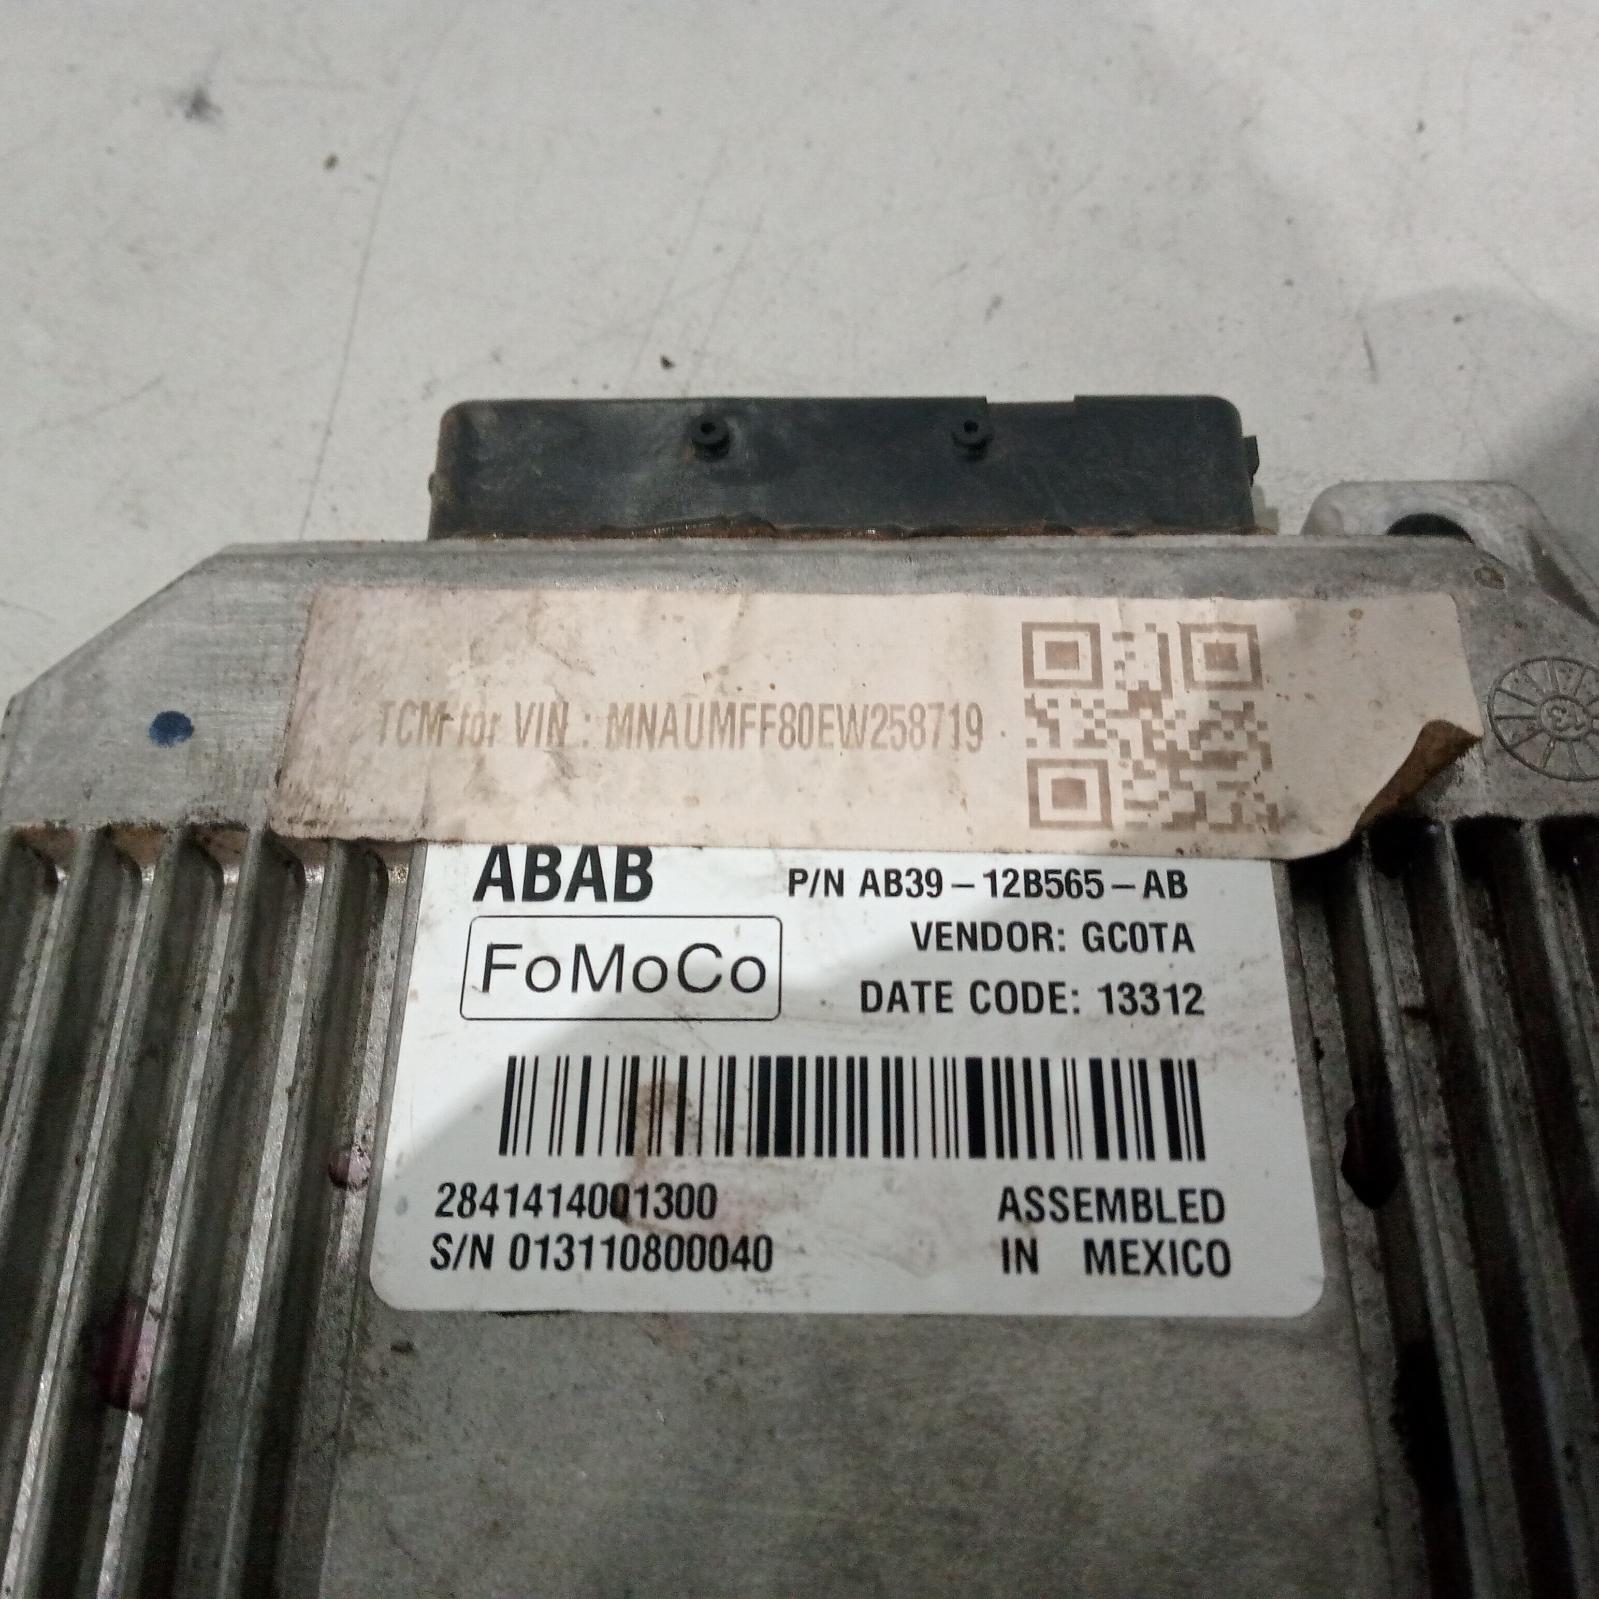 TCM for VIN : MNAUMFF80EW258719
13
ABAB
P/N AB39-12B565-AB
FoMoCo
VENDOR: GC0TA
DATE CODE: 13312
2841414001300
S/N 013110800040
ASSEMBLED
IN MEXICO